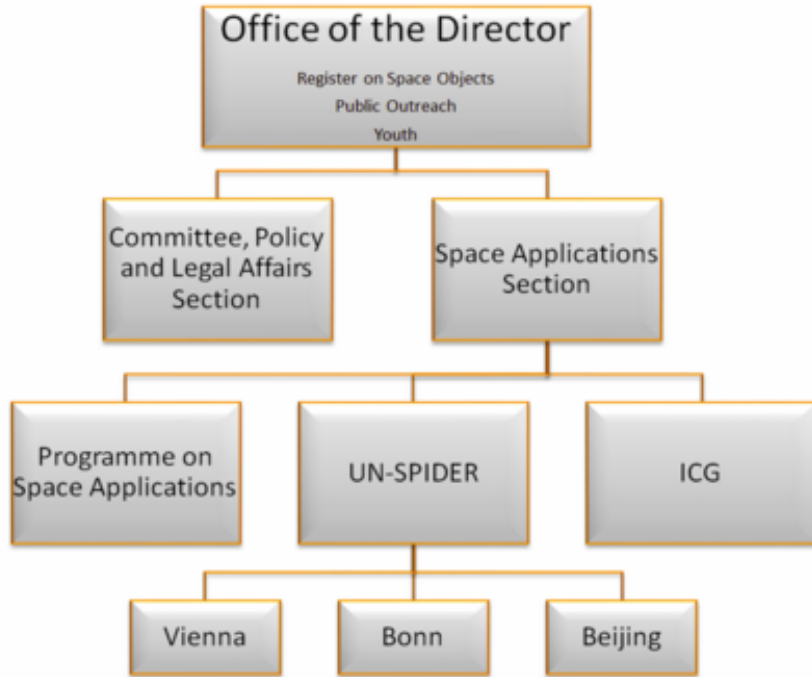 Office of the Director
Register on Space Objects
Public Outreach
Youth
Committee, Policy
and Legal Affairs
Section
Space Applications
Section
Programme on
Space Applications
UN-SPIDER
ICG
Vienna
Bonn
Beijing